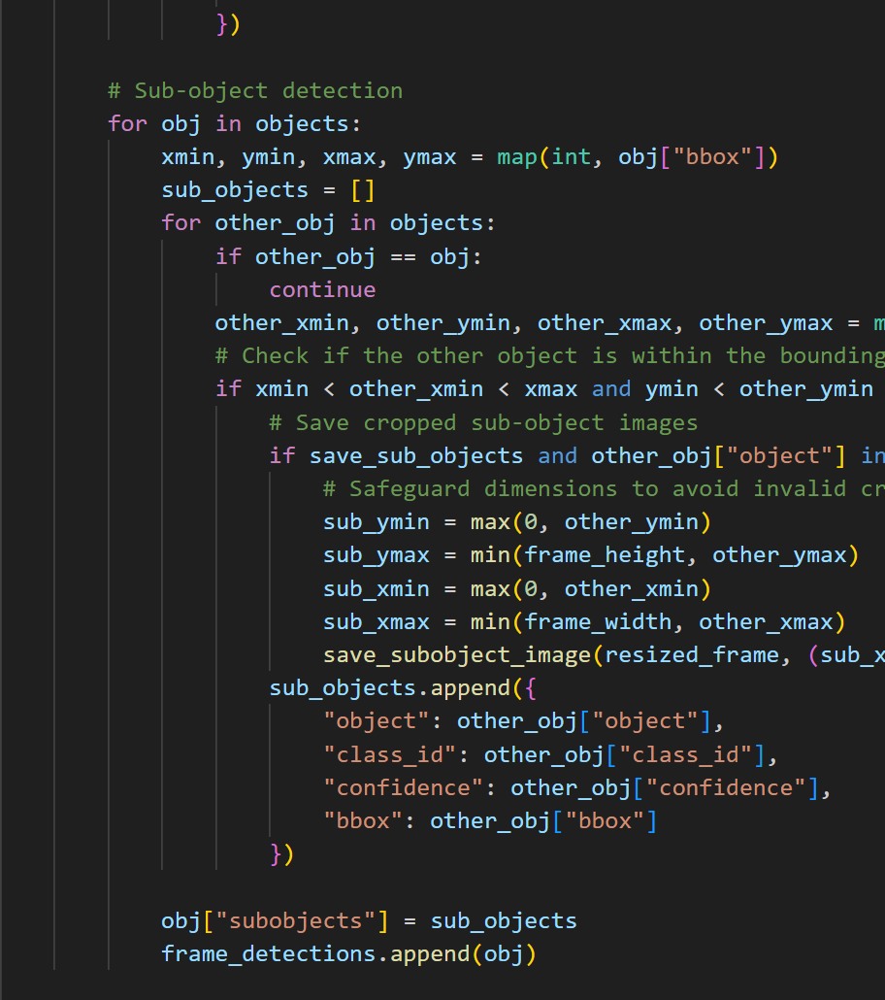 })
# Sub-object detection
for obj in objects:
xmin, ymin, xmax, ymax = map(int, obj["bbox"])
sub_objects = []
for other_obj in objects:
if other_obj == obj:
continue
other_xmin, other_ymin, other_xmax, other_ymax =
# Check if the other object is within the bounding
if xmin < other_xmin < xmax and ymin < other_ymin
# Save cropped sub-object images
if save_sub_objects and other_obj["object"] in
# Safeguard dimensions to avoid invalid
sub_ymin = max(0, other_ymin)
sub_ymax = min(frame_height, other_ymax)
sub_xmin = max(0, other_xmin)
sub_xmax = min(frame_width, other_xmax)
save_subobject_image(resized_frame, (sub_x
sub_objects.append({
"object": other_obj["object"],
"class_id": other_obj["class_id"],
"confidence": other_obj["confidence"],
"bbox": other_obj["bbox"]
})
obj["subobjects"] = sub_objects
frame_detections.append(obj)